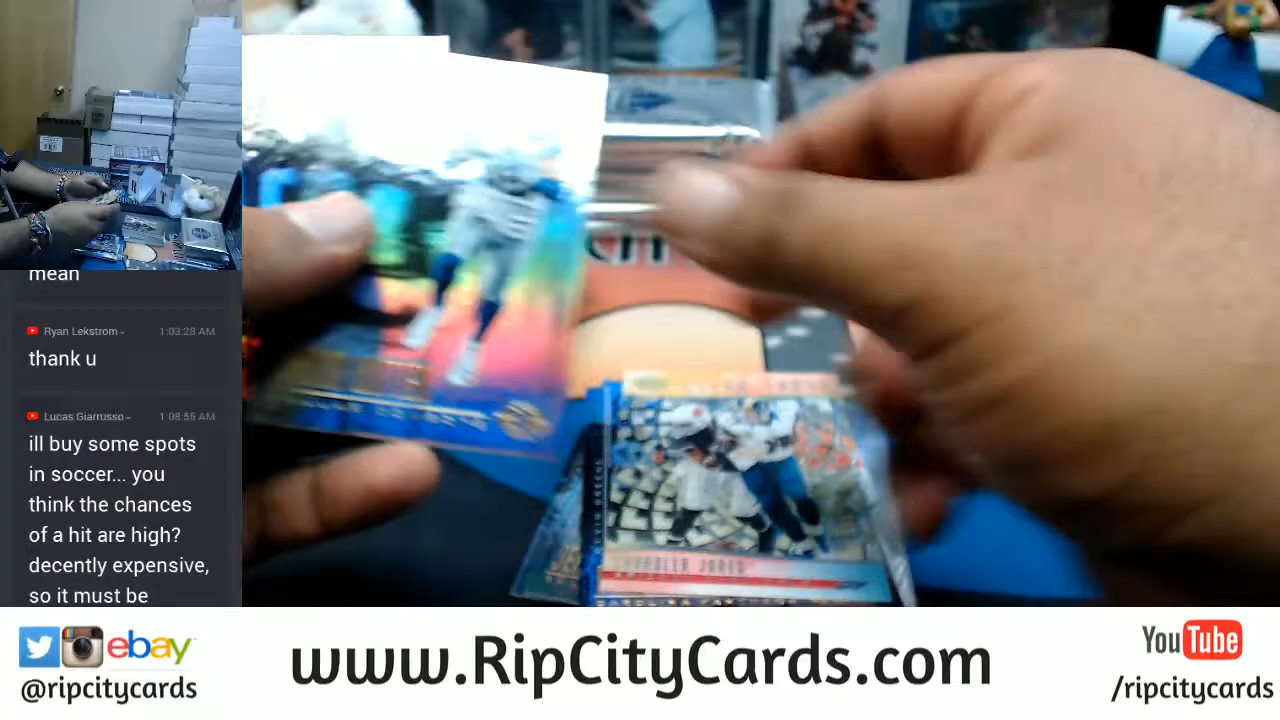 mean
Ryan Lekstrom - 1:03:28 AM
thank u
Lucas Giarrusso - 1:08:55 AM
ill buy some spots
in soccer... you
think the chances
of a hit are high?
decently expensive,
so it must be
ebay
@ripcitycards
www.RipCityCards.com
YouTube
/ripcitycards